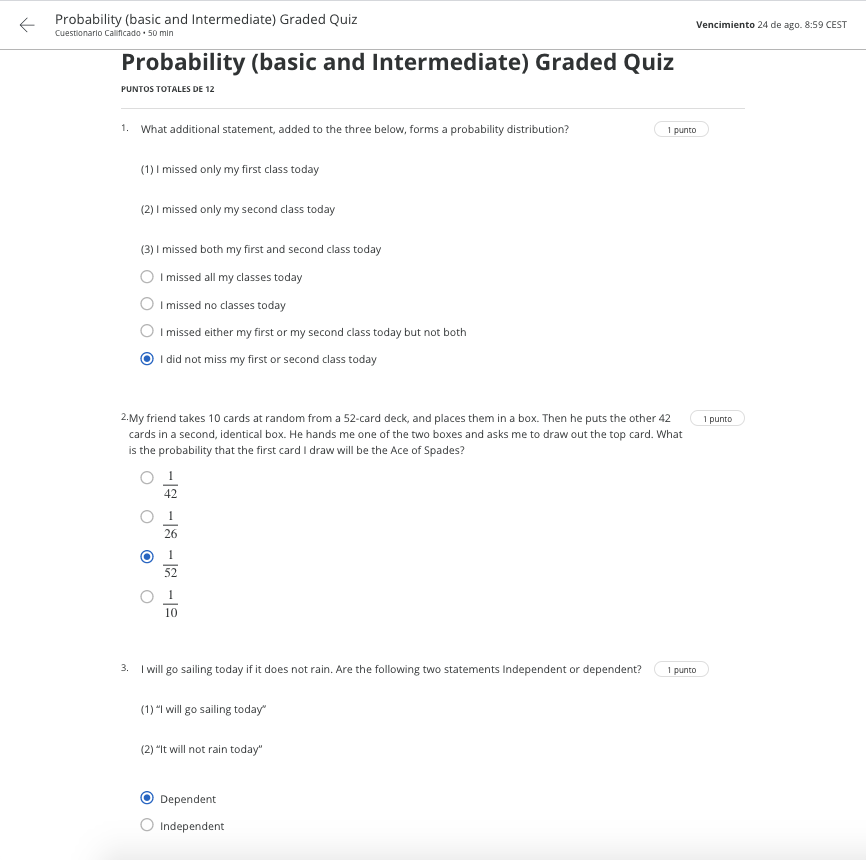 Probability (basic and Intermediate) Graded Quiz
Cuestionario Calificado • 50 min
Vencimiento 24 de ago. 8:59 CEST
Probability (basic and Intermediate) Graded Quiz
PUNTOS TOTALES DE 12
1. What additional statement, added to the three below, forms a probability distribution? 1 punto
(1) I missed only my first class today
(2) I missed only my second class today
(3) I missed both my first and second class today
I missed all my classes today
I missed no classes today
I missed either my first or my second class today but not both
I did not miss my first or second class today
2. My friend takes 10 cards at random from a 52-card deck, and places them in a box. Then he puts the other 42 1 punto
cards in a second, identical box. He hands me one of the two boxes and asks me to draw out the top card. What
is the probability that the first card I draw will be the Ace of Spades?
1
42
1
26
1
52
1
10
3. I will go sailing today if it does not rain. Are the following two statements Independent or dependent? 1 punto
(1) “I will go sailing today”
(2) “It will not rain today”
Dependent
Independent